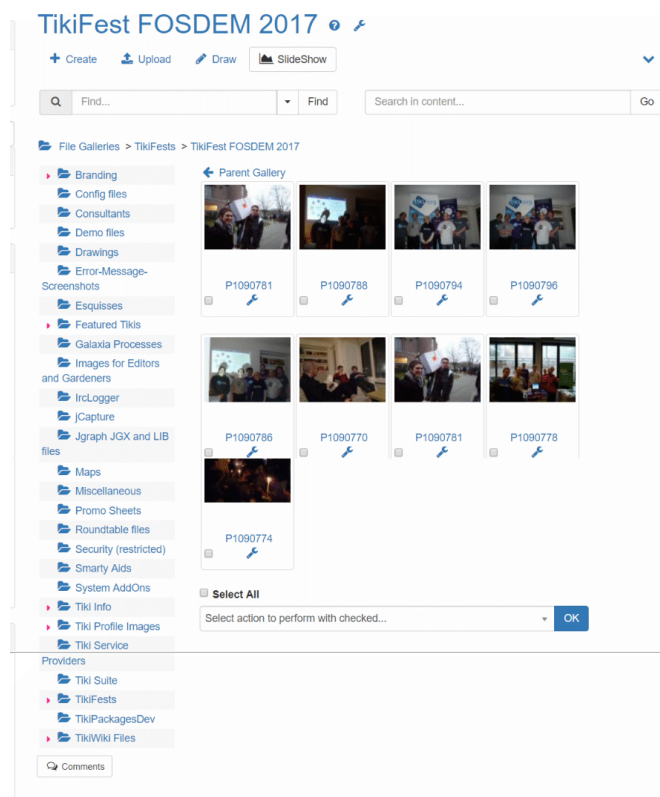 TikiFest FOSDEM 2017
Create Upload Draw SlideShow
Find... Find Search in content... Go
File Galleries > TikiFests > TikiFest FOSDEM 2017
Parent Gallery
Branding
Config files
Consultants
Demo files
Drawings
Error-Message-
Screenshots
Esquisses
Featured Tikis
Galaxia Processes
Images for Editors
and Gardeners
IrcLogger
jCapture
Jgraph JGX and LIB
files
Maps
Miscellaneous
Promo Sheets
Roundtable files
Security (restricted)
Smarty Aids
System AddOns
Tiki Info
Tiki Profile Images
Tiki Service
Providers
Tiki Suite
TikiFests
TikiPackagesDev
TikiWiki Files
P1090781 P1090788 P1090794 P1090796
P1090786 P1090770 P1090781 P1090778
P1090774
Select All
Select action to perform with checked... OK
Comments